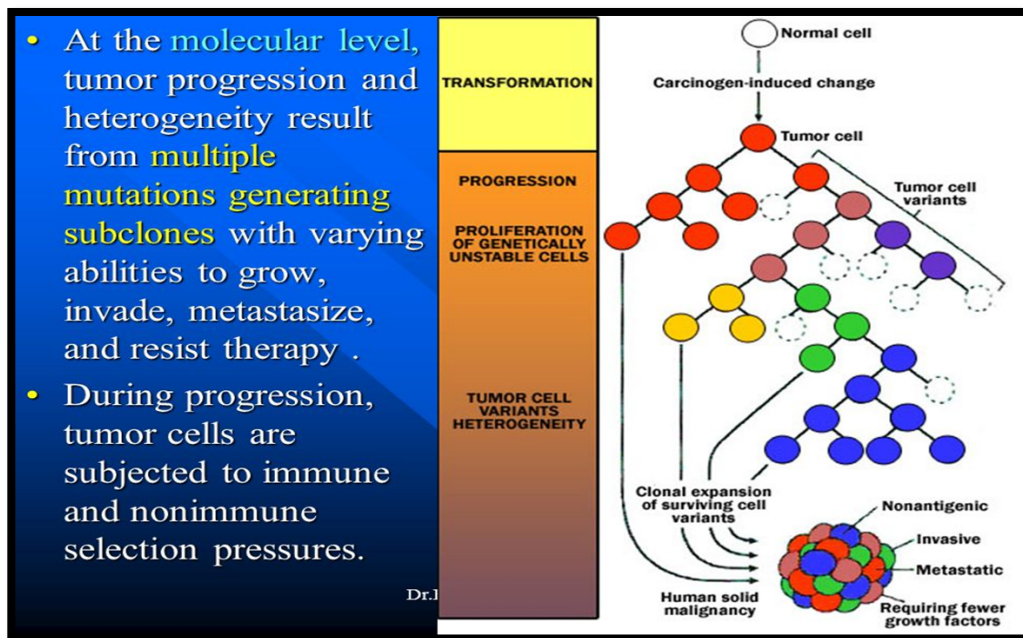 • At the molecular level,
tumor progression and
heterogeneity result
from multiple
mutations generating
subclones with varying
abilities to grow,
invade, metastasize,
and resist therapy .
• During progression,
tumor cells are
subjected to immune
and nonimmune
selection pressures.
TRANSFORMATION
PROGRESSION
PROLIFERATION
OF GENETICALLY
UNSTABLE CELLS
TUMOR CELL
VARIANTS
HETEROGENEITY
Normal cell
Carcinogen-induced change
Tumor cell
Tumor cell
variants
Clonal expansion
of surviving cell
variants
Nonantigenic
Invasive
Metastatic
Requiring fewer
growth factors
Human solid
malignancy